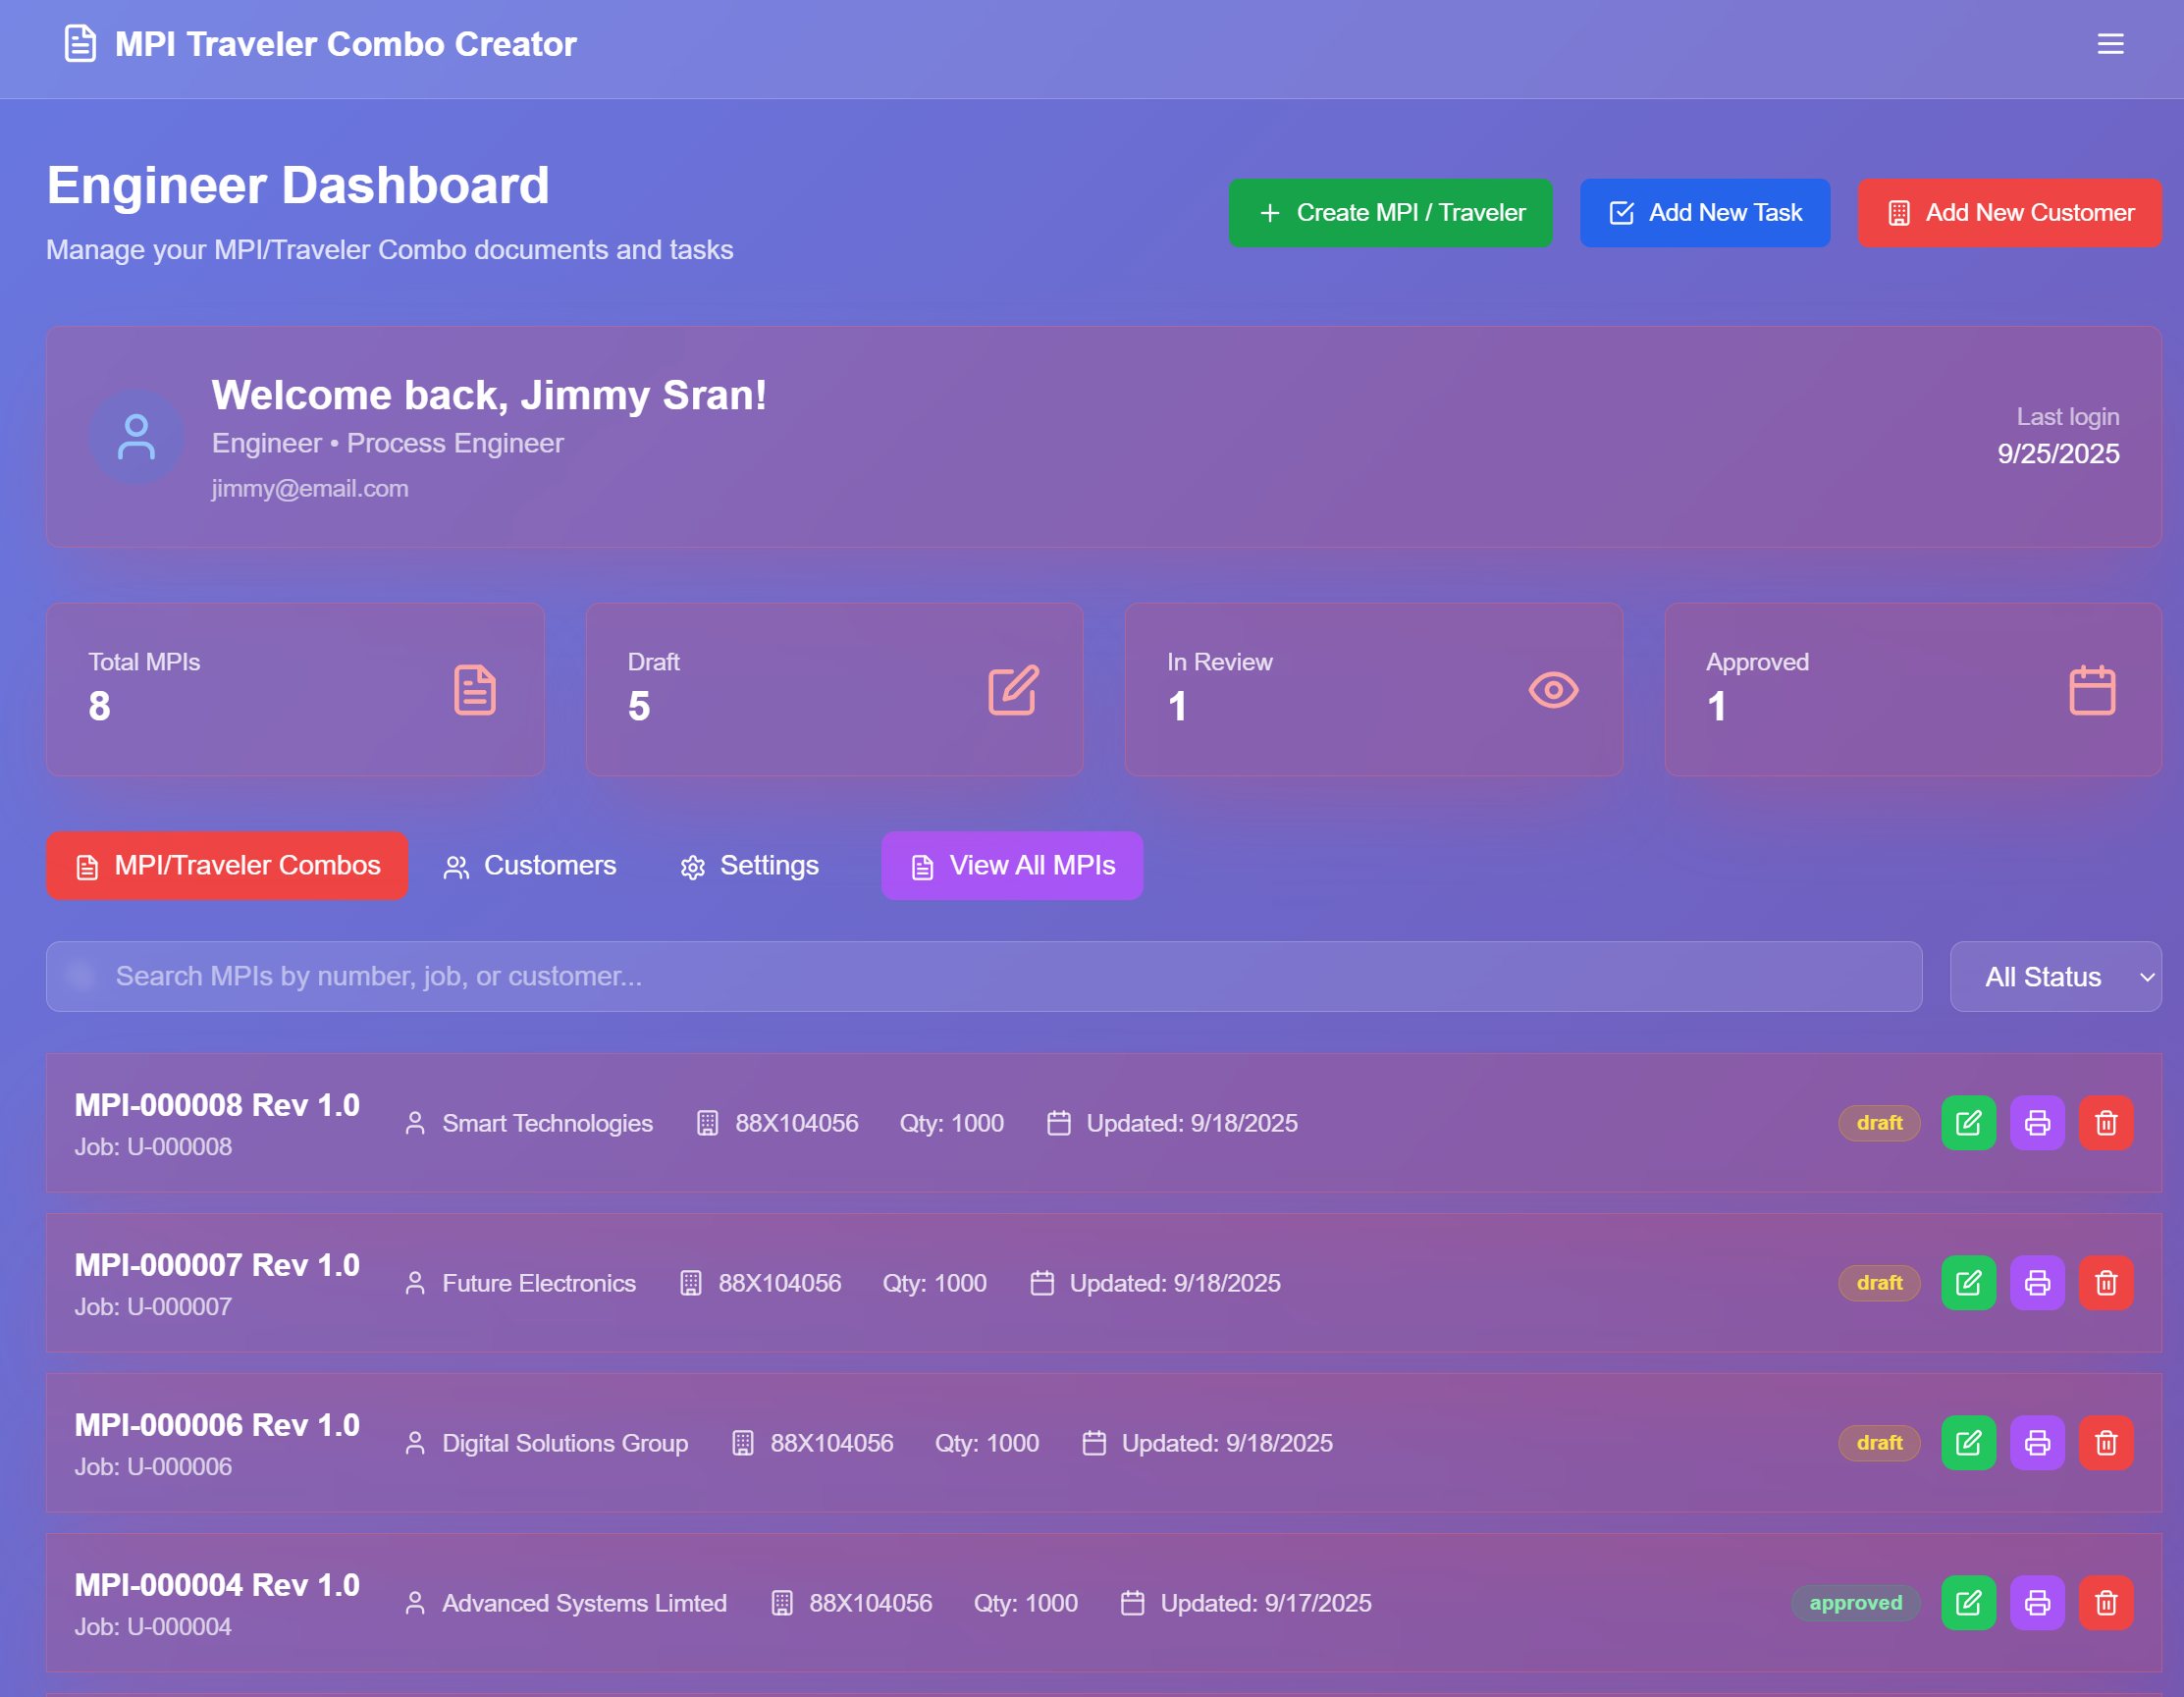 MPI Traveler Combo Creator
Engineer Dashboard
Manage your MPI/Traveler Combo documents and tasks
Create MPI / Traveler
Add New Task
Add New Customer
Welcome back, Jimmy Sran!
Engineer • Process Engineer
jimmy@email.com
Last login
9/25/2025
Total MPIs
8
Draft
5
In Review
1
Approved
1
MPI/Traveler Combos
Customers
Settings
View All MPIs
Search MPIs by number, job, or customer...
All Status
MPI-000008 Rev 1.0
Job: U-000008
Smart Technologies
88X104056
Qty: 1000
Updated: 9/18/2025
draft
MPI-000007 Rev 1.0
Job: U-000007
Future Electronics
88X104056
Qty: 1000
Updated: 9/18/2025
draft
MPI-000006 Rev 1.0
Job: U-000006
Digital Solutions Group
88X104056
Qty: 1000
Updated: 9/18/2025
draft
MPI-000004 Rev 1.0
Job: U-000004
Advanced Systems Limted
88X104056
Qty: 1000
Updated: 9/17/2025
approved